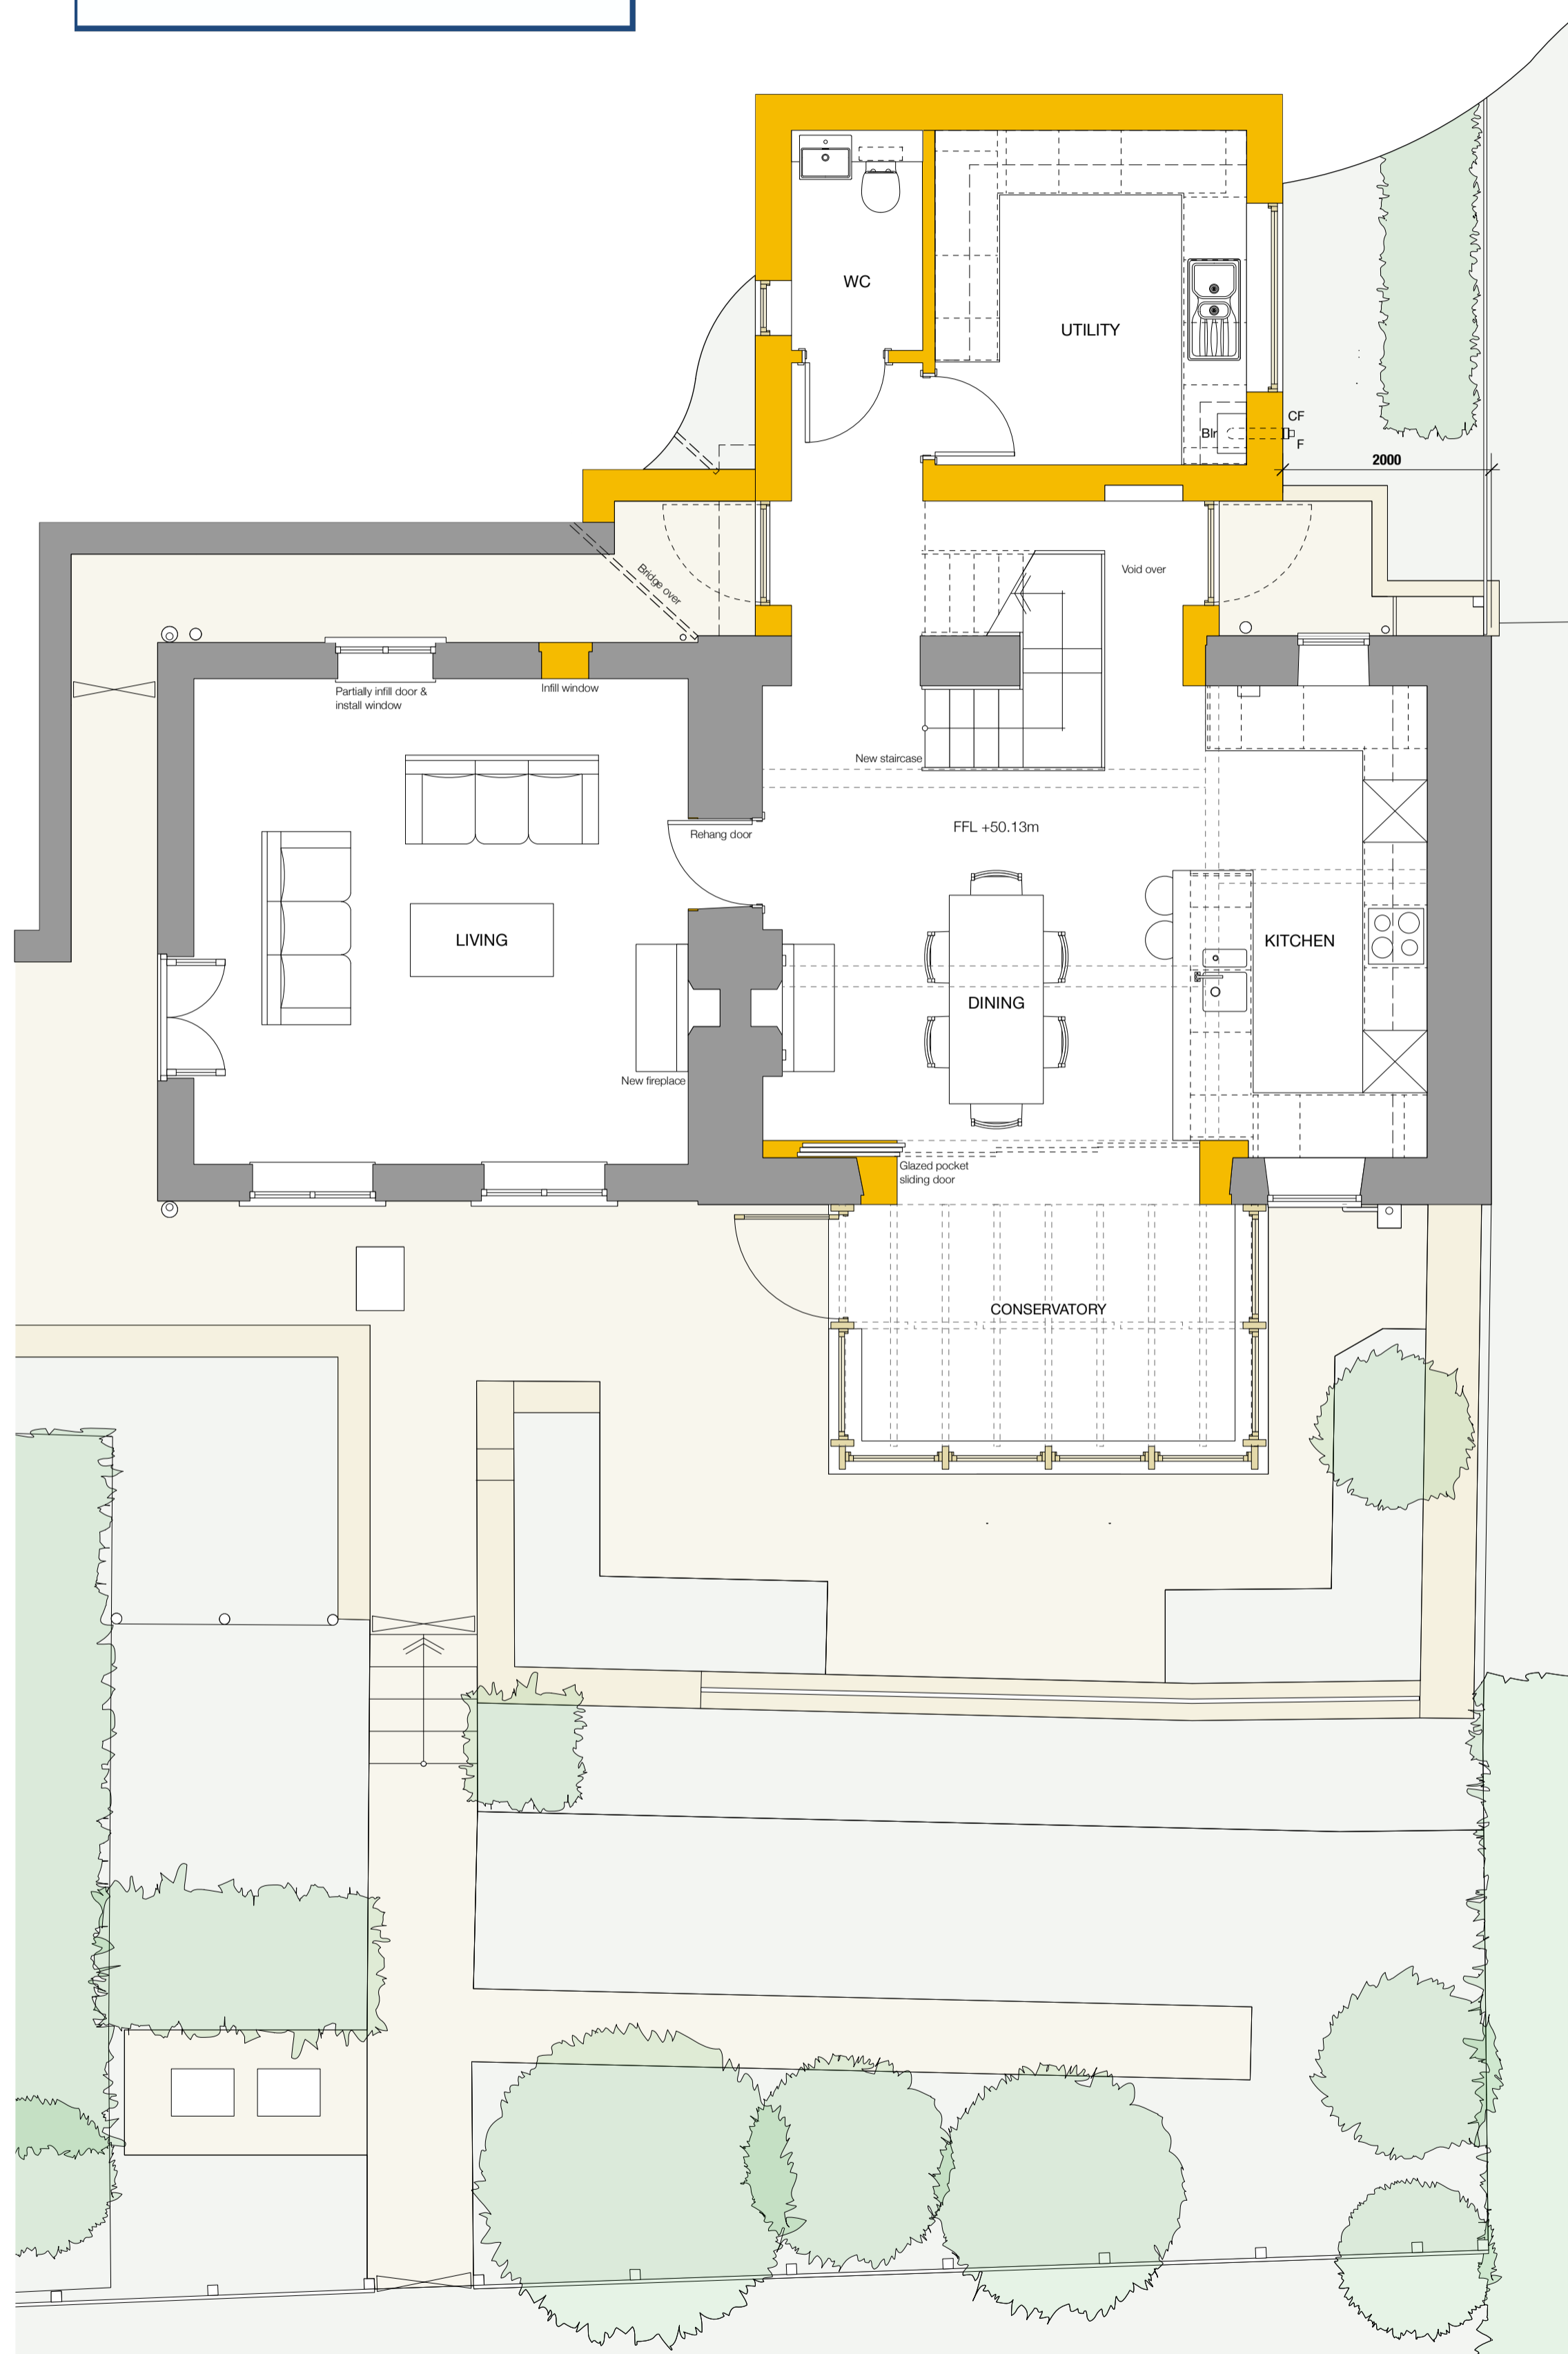 WC
UTILITY
CF
Blr
F
2000
Bridge over
Void over
Partially infill door &
install window
Infill window
New staircase
Rehang door
FFL +50.13m
LIVING
KITCHEN
DINING
New fireplace
Glazed pocket
sliding door
CONSERVATORY